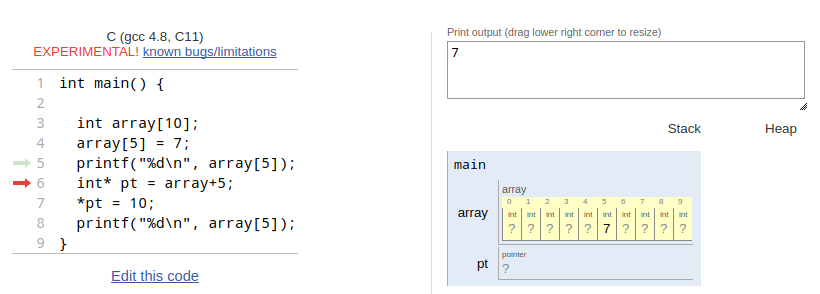 C (gcc 4.8, C11)
EXPERIMENTAL! known bugs/limitations
1 int main() {
2
3 int array[10];
4 array[5] = 7;
5 printf("%d\n", array[5]);
6 int* pt = array+5;
7 *pt = 10;
8 printf("%d\n", array[5]);
9 }
Edit this code
Print output (drag lower right corner to resize)
7
Stack Heap
main
array
0 1 2 3 4 5 6 7 8 9
int int int int int int int int int int
array ? ? ? ? ? 7 ? ? ? ?
pointer
pt ?